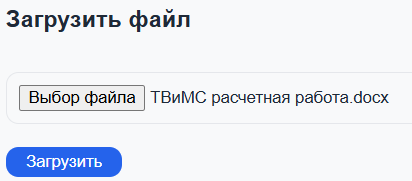 Загрузить файл
Выбор файла ТВиМС расчетная работа.docx
Загрузить